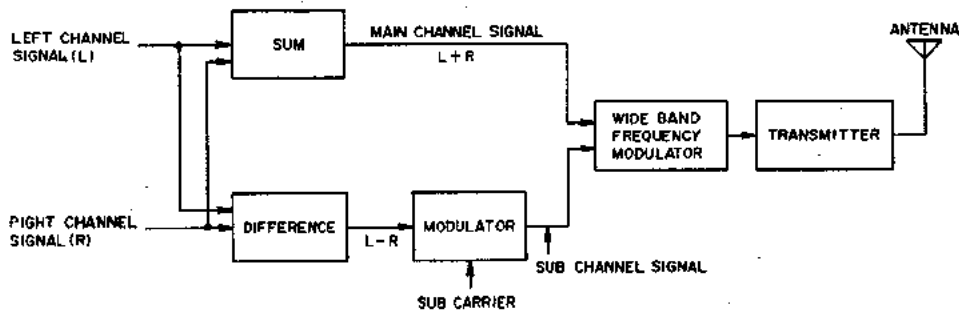 LEFT CHANNEL
SIGNAL(L)
SUM
MAIN CHANNEL SIGNAL
L+R
ANTENNA
WIDE BAND
FREQUENCY
MODULATOR
TRANSMITTER
RIGHT CHANNEL
SIGNAL(R)
DIFFERENCE
L-R
MODULATOR
SUB CHANNEL SIGNAL
SUB CARRIER